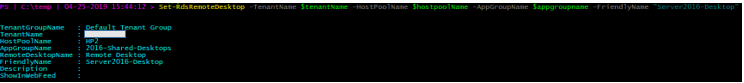 PS | C:\temp | 04-25-2019 15:44:12 > Set-RdsRemoteDesktop -TenantName $tenantName -HostPoolName $hostpoolName -AppGroupName $appgroupname -FriendlyName "Server2016-Desktop"
TenantGroupName : Default Tenant Group
TenantName :
HostPoolName : HP2
AppGroupName : 2016-Shared-Desktops
RemoteDesktopName : Remote Desktop
FriendlyName : Server2016-Desktop
Description :
ShowInWebFeed :